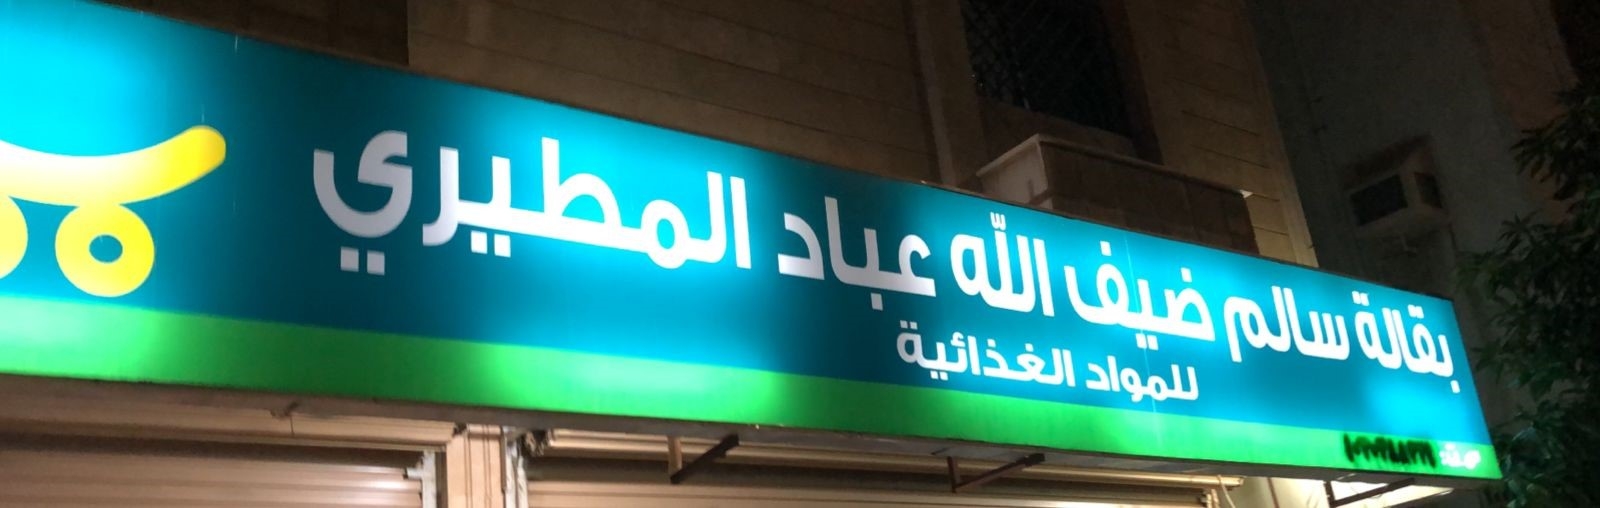 بقالة سالم ضيف الله عباد المطيري
للمواد الغذائية